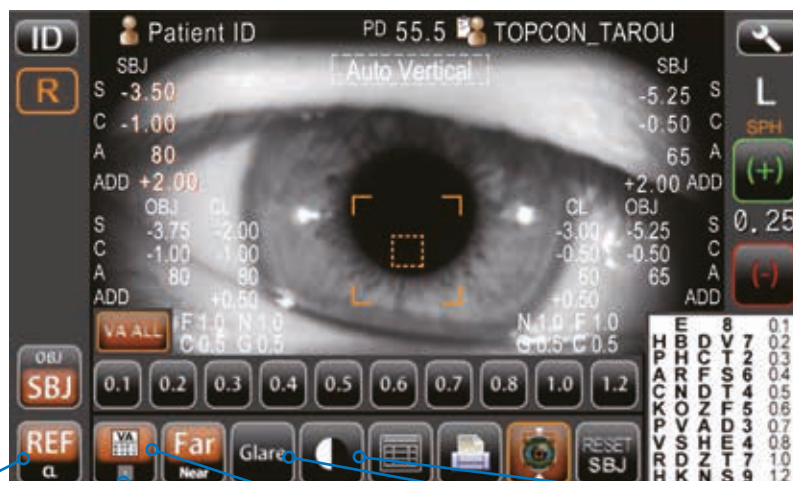 ID Patient ID PD 55.5 TOPCON_TAROU
R SBJ Auto Vertical SBJ L
S -3.50 -5.25 S
C -1.00 -0.50 C SPH
A 80 65 A (+)
ADD +2.00 +2.00 ADD
OBJ CL CL OBJ
S -3.75 -2.00 -3.00 -5.25 S 0.25
C -1.00 -1.00 -0.50 -0.50 C
A 80 80 60 65 A (-)
ADD +0.50 +0.50 ADD
VA ALL F 1.0 N 1.0 N 1.0 F 1.0
C 0.5 G 0.5 G 0.5 C 0.5
OBJ
SBJ 0.1 0.2 0.3 0.4 0.5 0.6 0.7 0.8 1.0 1.2
REF
CL
VA
Far
Near
Glare
RESET
SBJ
E 8 0.1
H B D V 7 0.2
P H C T 2 0.3
A R F S 6 0.4
C N D T 4 0.5
K O Z F 5 0.6
P V A D 3 0.7
V S H E 4 0.8
R D Z T 7 1.0
H K N S 9 1.2